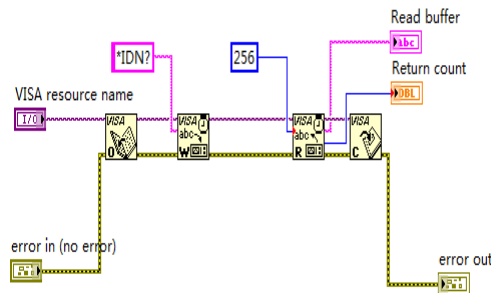 Read buffer
abc
*IDN?
256
Return count
DBL
VISA resource name
I/O
VISA
O
VISA
abc
W
VISA
abc
R
VISA
C
error in (no error)
error out